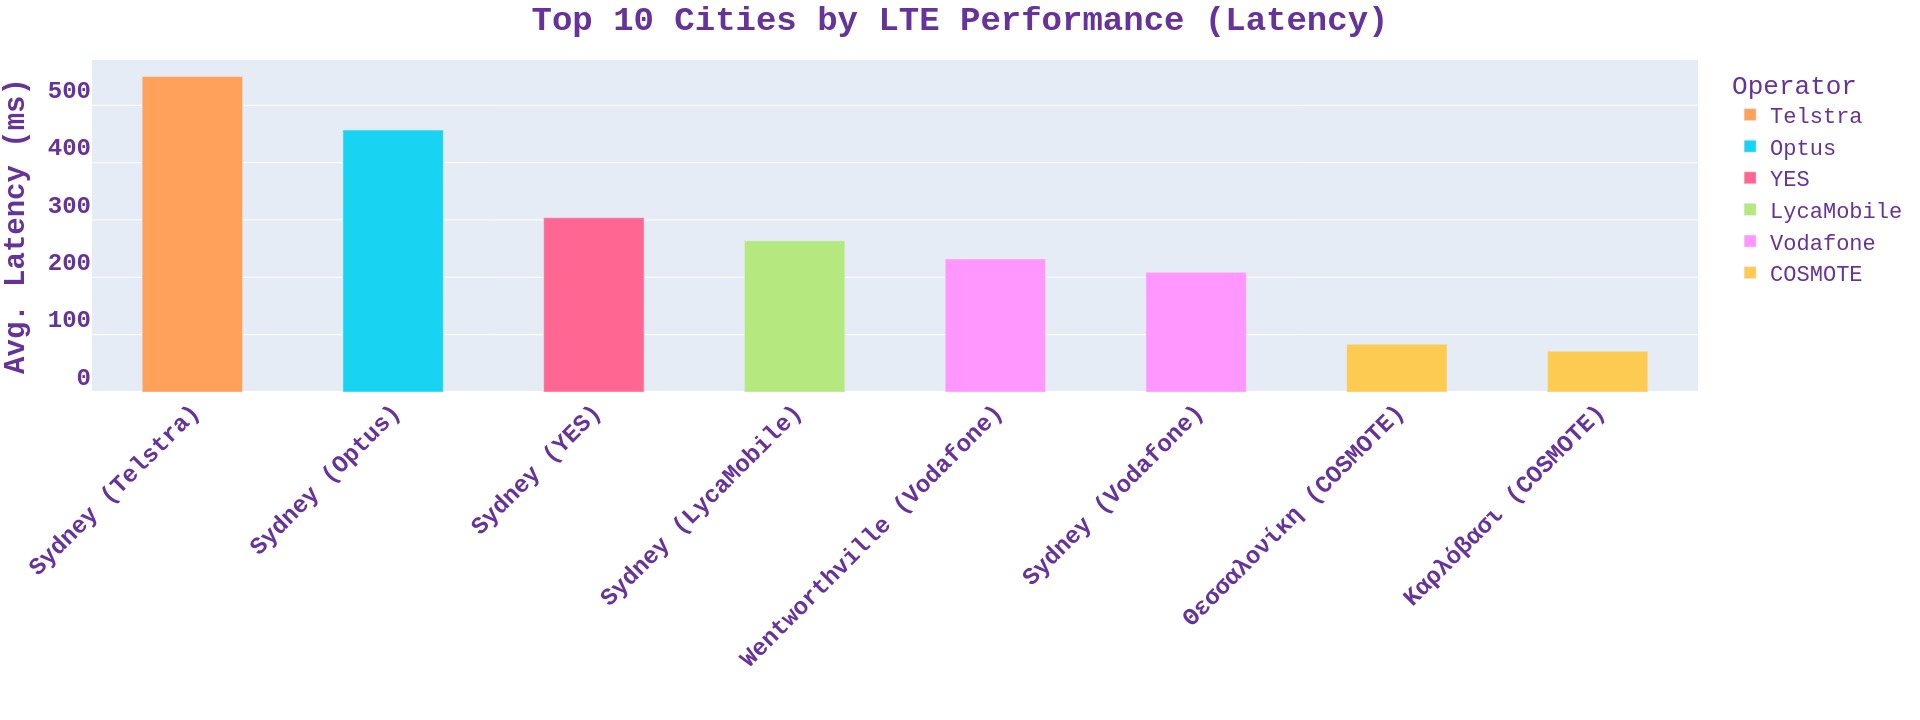 Top 10 Cities by LTE Performance (Latency)
Avg. Latency (ms)
500
400
300
200
100
0
Sydney (Telstra)
Sydney (Optus)
Sydney (YES)
Sydney (LycaMobile)
Wentworthville (Vodafone)
Sydney (Vodafone)
Θεσσαλονίκη (COSMOTE)
Καρλόβασι (COSMOTE)
Operator
Telstra
Optus
YES
LycaMobile
Vodafone
COSMOTE